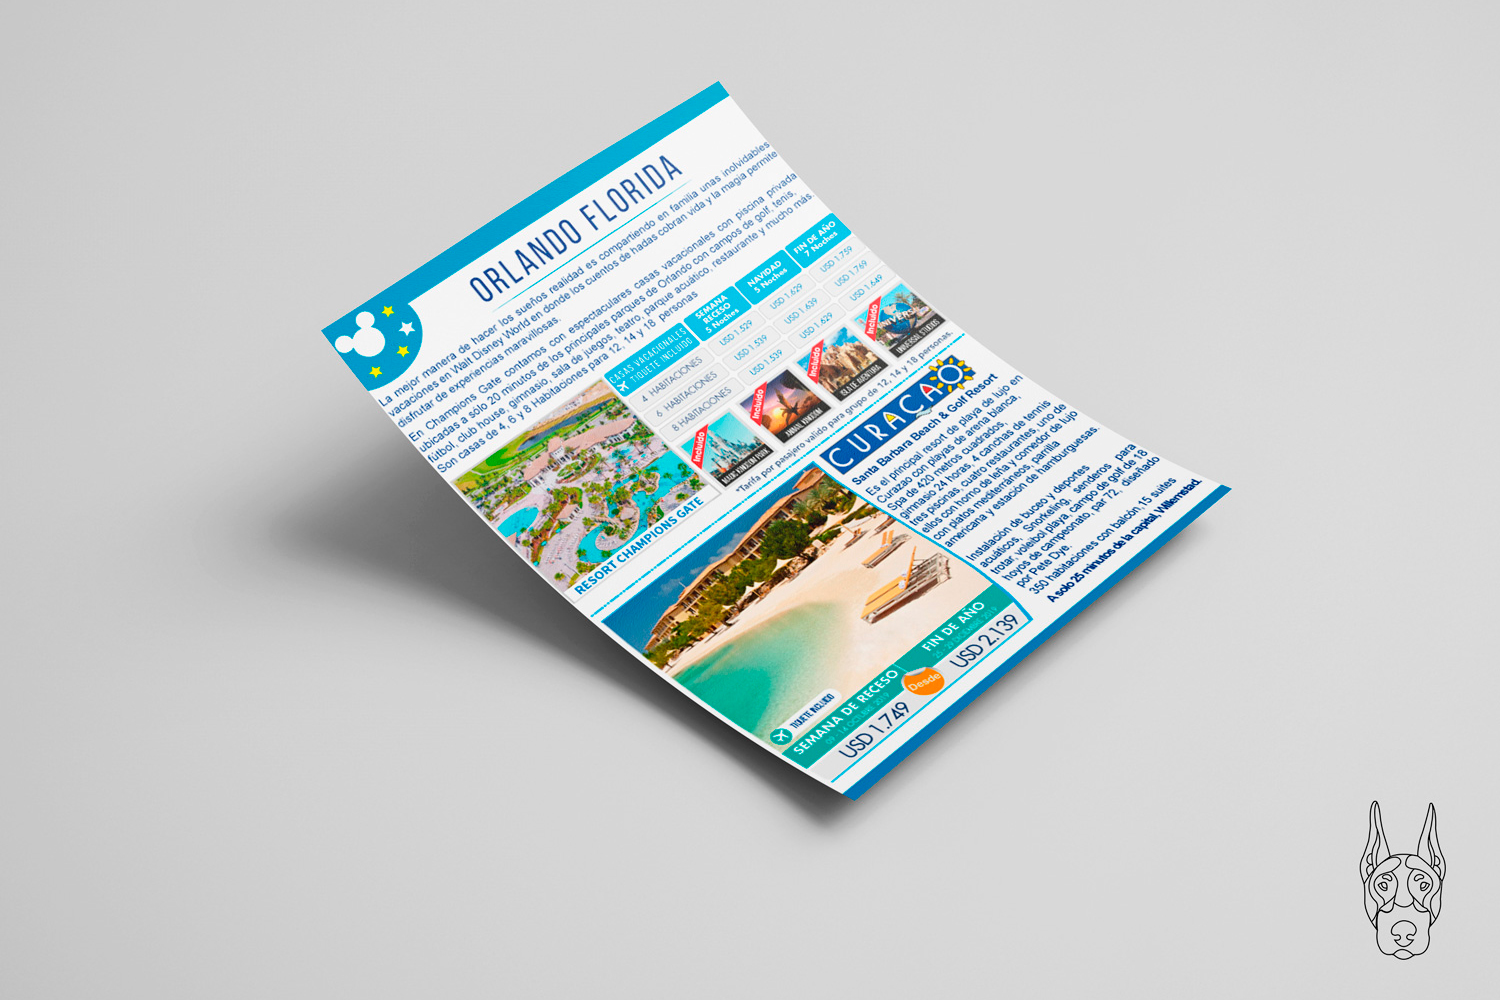 ORLANDO FLORIDA
La mejor manera de hacer los sueños realidad es compartiendo en familia unas inolvidables
vacaciones en Walt Disney World en donde los cuentos de hadas cobran vida y la magia permite
disfrutar de experiencias maravillosas.
En Champions Gate contamos con espectaculares casas vacacionales con piscina privada
ubicadas a sólo 20 minutos de los principales parques de Orlando con campos de golf, tenis,
fútbol, club house, gimnasio, sala de juegos, teatro, parque acuático, restaurante y mucho más.
Son casas de 4, 6 y 8 Habitaciones para 12, 14 y 18 personas
CASAS VACACIONALES
TIQUETE INCLUIDO
SEMANA
RECESO
5 Noches
NAVIDAD
5 Noches
FIN DE AÑO
7 Noches
4 HABITACIONES USD 1.529 USD 1.629 USD 1.759
6 HABITACIONES USD 1.539 USD 1.639 USD 1.769
8 HABITACIONES USD 1.539 USD 1.629 USD 1.649
Incluido
MAGIC KINGDOM PARK
Incluido
ANIMAL KINGDOM
Incluido
ISLA DE AVENTURA
Incluido
UNIVERSAL STUDIOS
*Tarifa por pasajero valido para grupo de 12, 14 y 18 personas.
RESORT CHAMPIONS GATE
CURAÇAO
Santa Barbara Beach & Golf Resort
Es el principal resort de playa de lujo en
Curazao con playas de arena blanca,
Spa de 420 metros cuadrados,
gimnasio 24 horas, 4 canchas de tennis
tres piscinas, cuatro restaurantes, uno de
ellos con horno de leña y comedor de lujo
con platos mediterráneos, parrilla
americana y estación de hamburguesas.
Instalación de buceo y deportes
acuáticos, Snorkeling, senderos para
trotar, voleibol playa, campo de golf de 18
hoyos de campeonato, par 72, diseñado
por Pete Dye.
350 habitaciones con balcón, 15 suites
A solo 25 minutos de la capital, Willemstad.
TIQUETE INCLUIDO
SEMANA DE RECESO
USD 1.749
Desde
FIN DE AÑO
USD 2.139